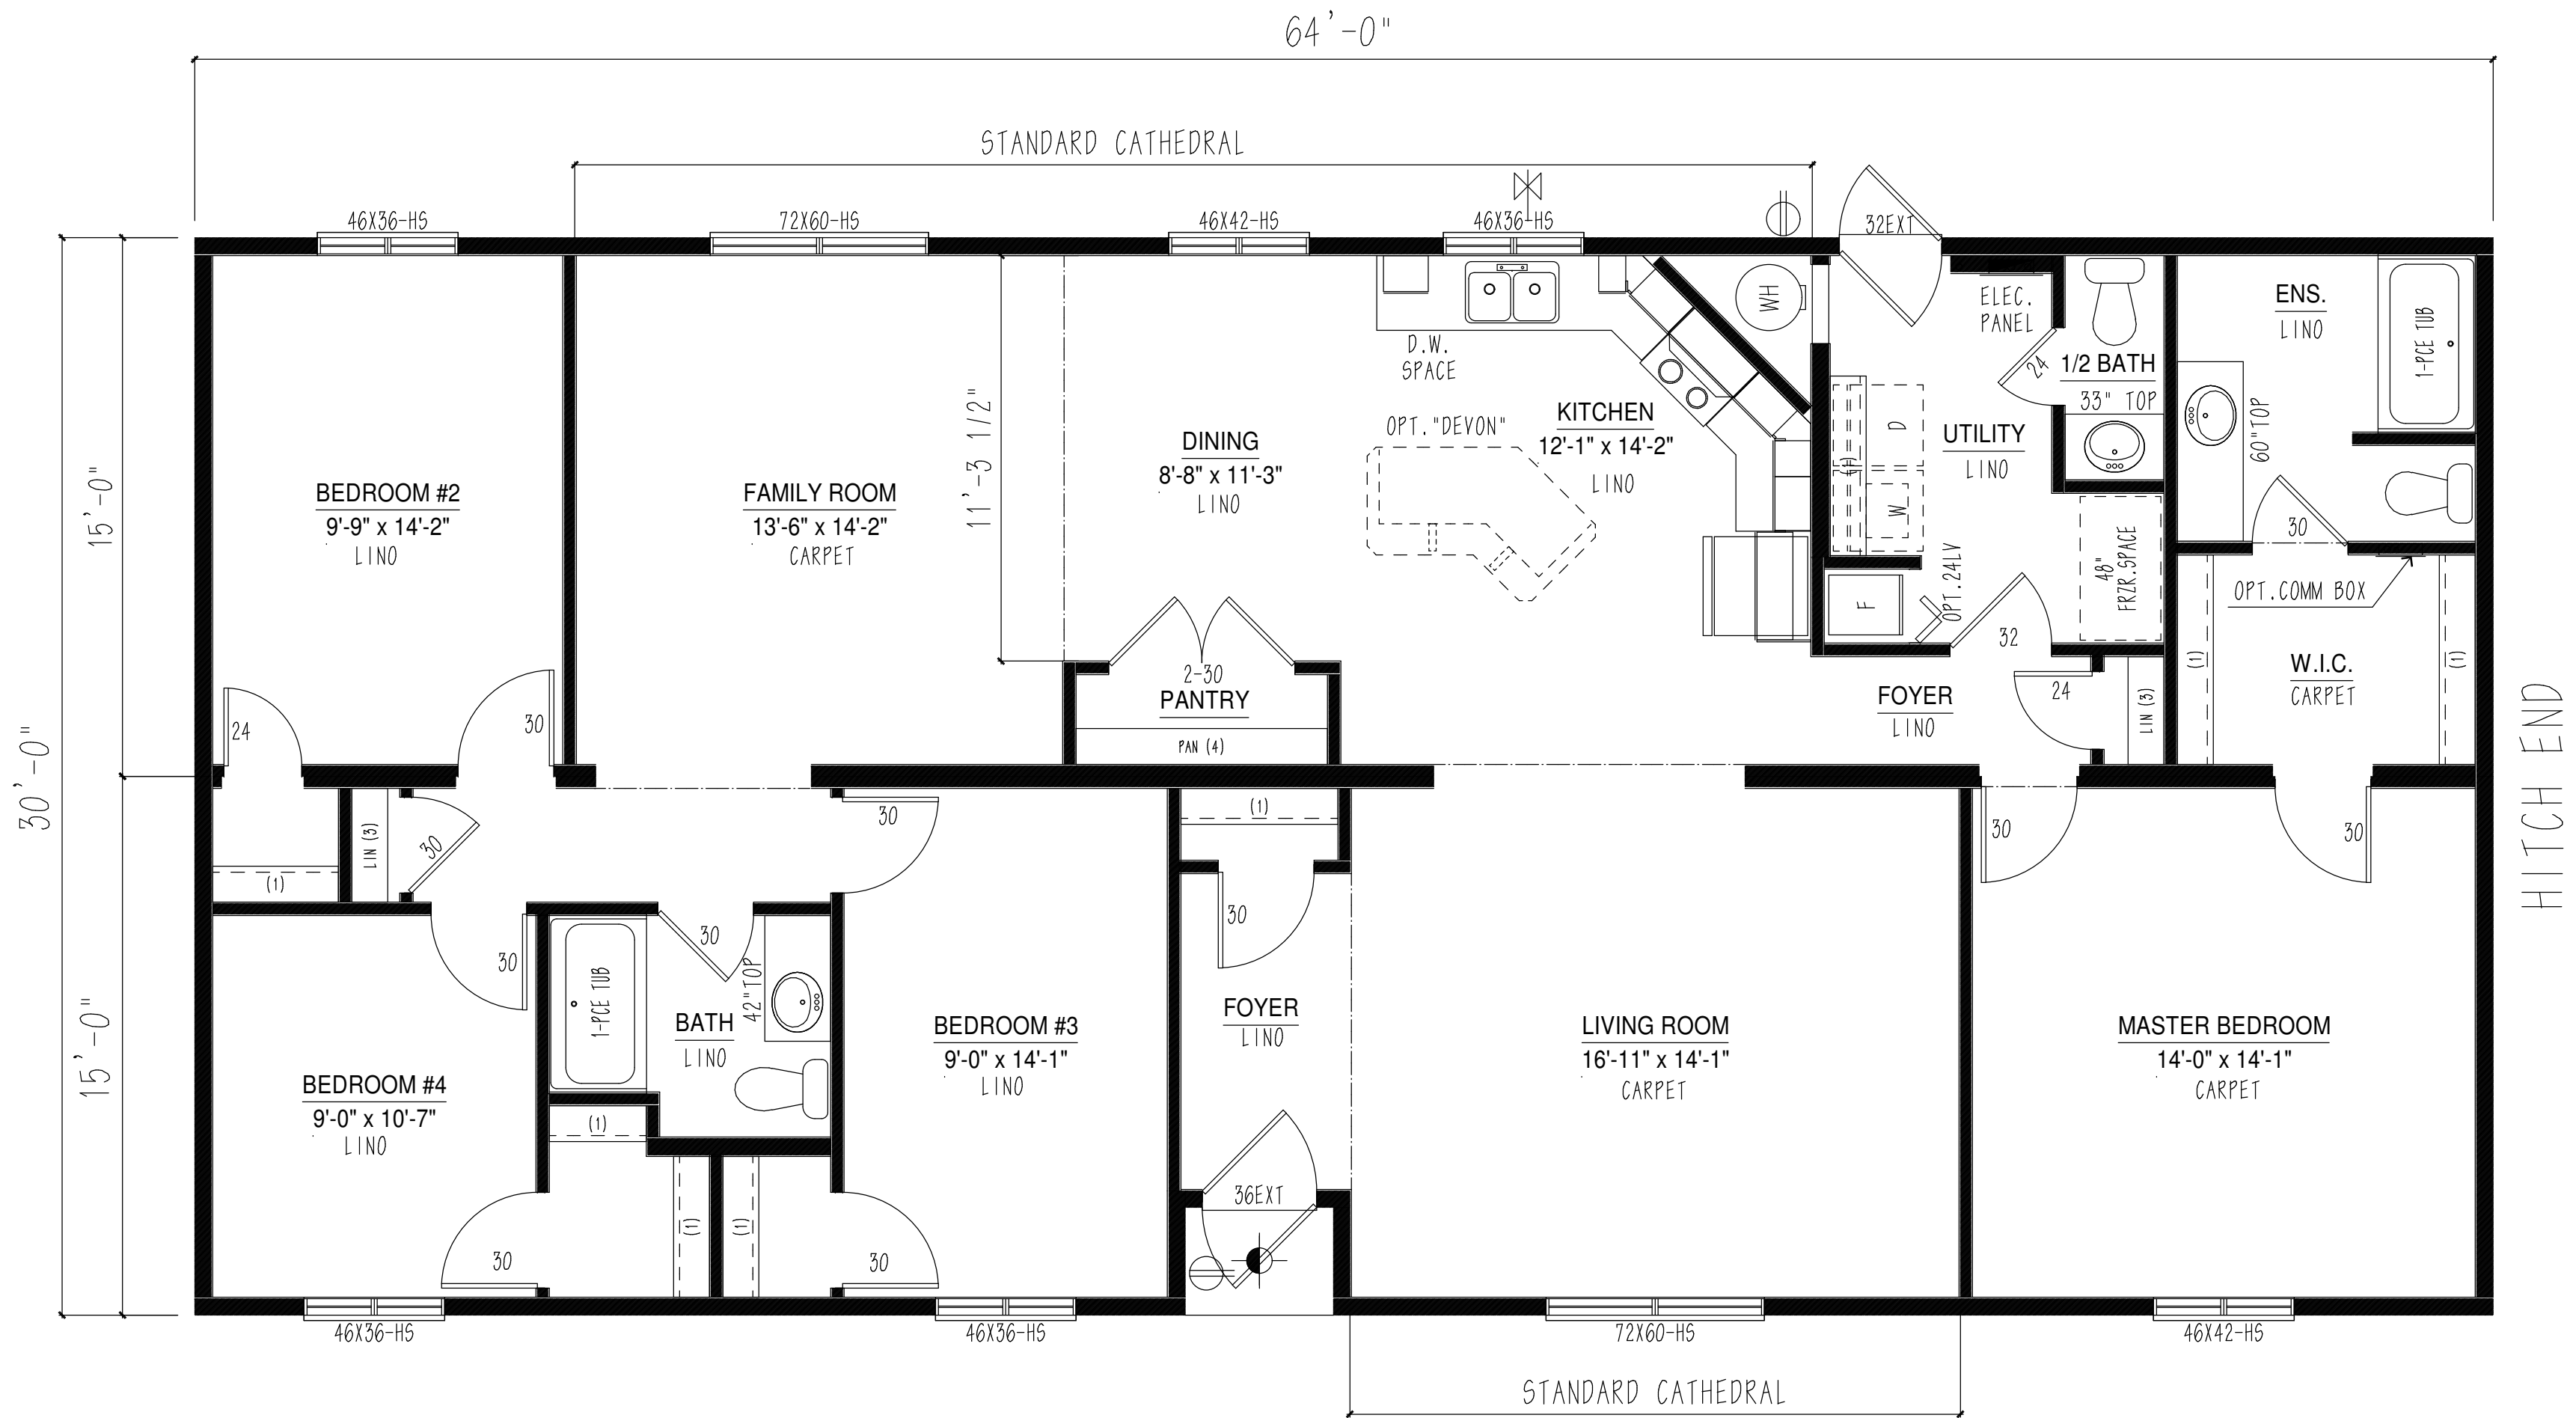 64'-0"
STANDARD CATHEDRAL
46X36-HS
72X60-HS
46X42-HS
46X36-HS
32EXT
BEDROOM #2
9'-9" x 14'-2"
LINO
24
30
FAMILY ROOM
13'-6" x 14'-2"
CARPET
11'-3 1/2"
DINING
8'-8" x 11'-3"
LINO
2-30
PANTRY
PAN (4)
D.W.
SPACE
OPT."DEVON"
KITCHEN
12'-1" x 14'-2"
LINO
WH
ELEC.
PANEL
D
W
(1)
UTILITY
LINO
F
OPT.24LV
24
1/2 BATH
33" TOP
48"
FRZR.SPACE
32
FOYER
LINO
24
LIN (3)
ENS.
LINO
1-PCE TUB
60"TOP
30
OPT.COMM BOX
(1)
W.I.C.
CARPET
(1)
15'-0"
30'-0"
15'-0"
HITCH END
(1)
LIN (3)
30
30
BEDROOM #4
9'-0" x 10'-7"
LINO
30
1-PCE TUB
30
42"TOP
BATH
LINO
(1)
(1)
(1)
30
BEDROOM #3
9'-0" x 14'-1"
LINO
30
(1)
30
FOYER
LINO
36EXT
LIVING ROOM
16'-11" x 14'-1"
CARPET
30
30
MASTER BEDROOM
14'-0" x 14'-1"
CARPET
46X36-HS
46X36-HS
72X60-HS
46X42-HS
STANDARD CATHEDRAL